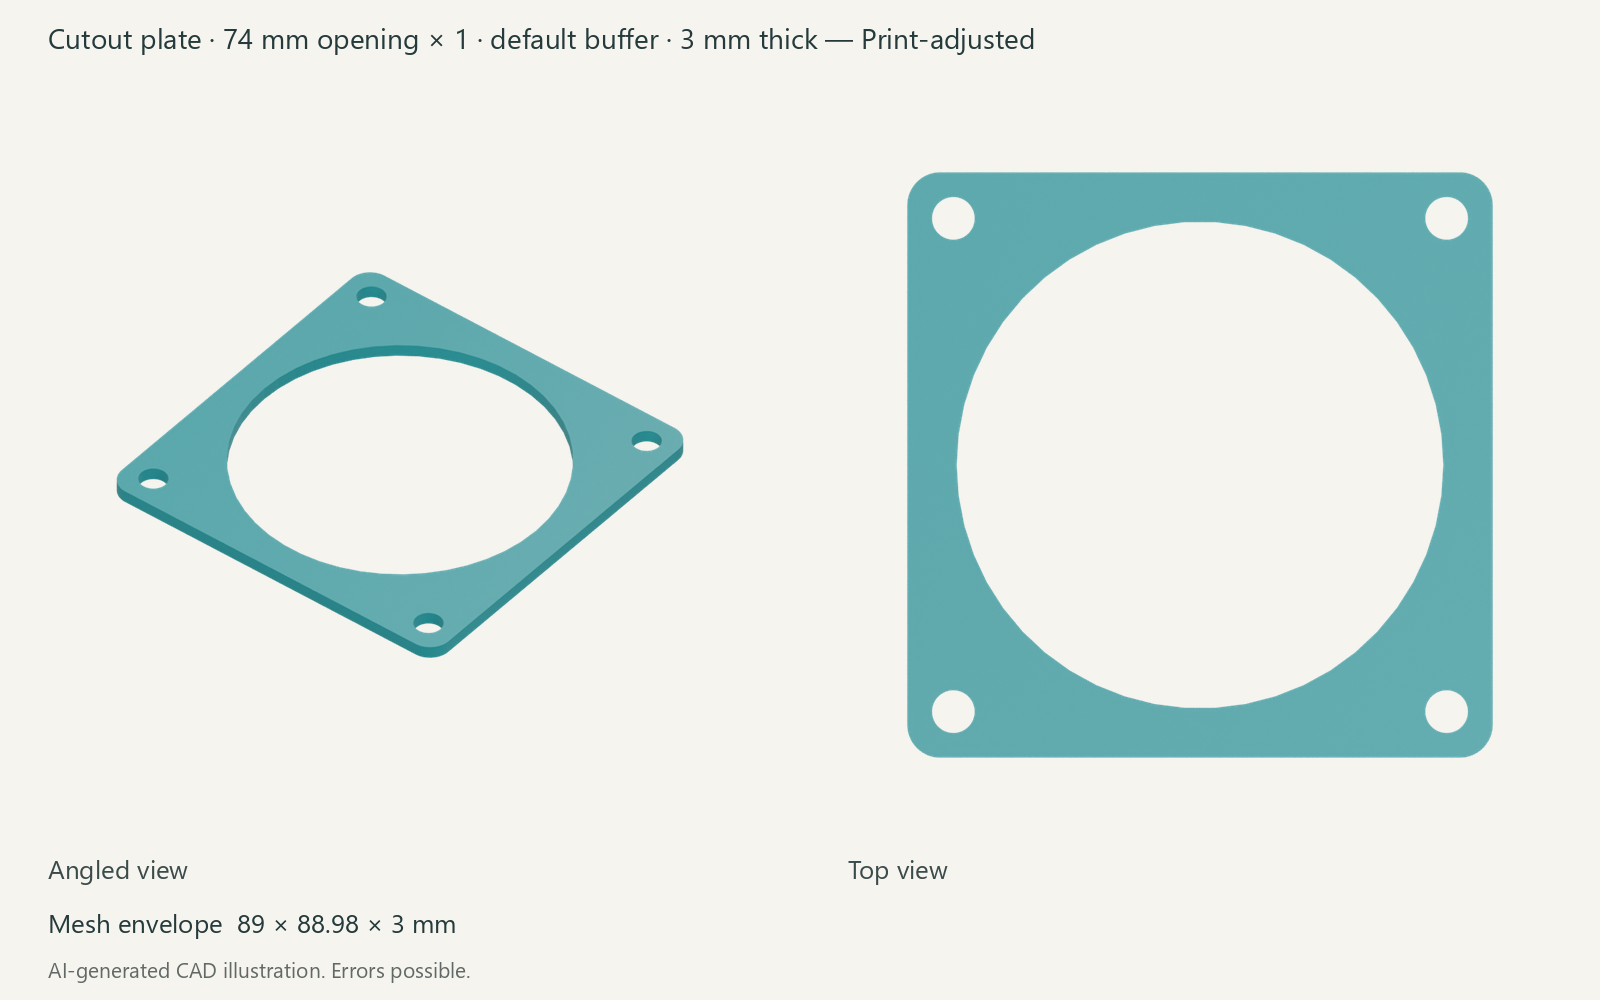 Cutout plate · 74 mm opening × 1 · default buffer · 3 mm thick — Print-adjusted
Angled view
Top view
Mesh envelope 89 × 88.98 × 3 mm
AI-generated CAD illustration. Errors possible.